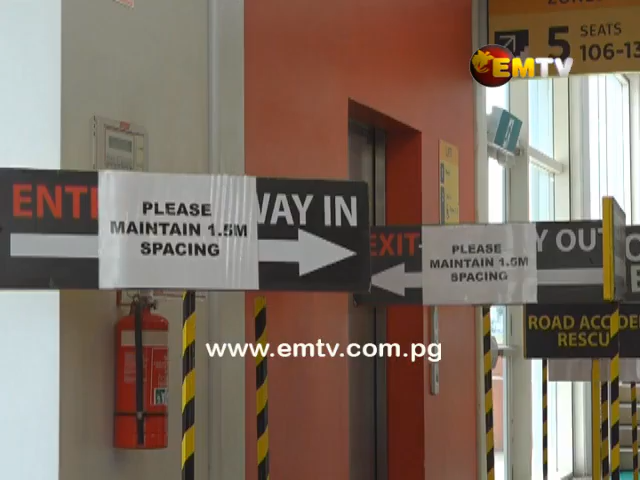 5 SEATS
106-13
EMTV
ENT
WAY IN
PLEASE
MAINTAIN 1.5M
SPACING
EXIT
Y OUT
PLEASE
MAINTAIN 1.5M
SPACING
ROAD ACCIDE
RESCU
www.emtv.com.pg